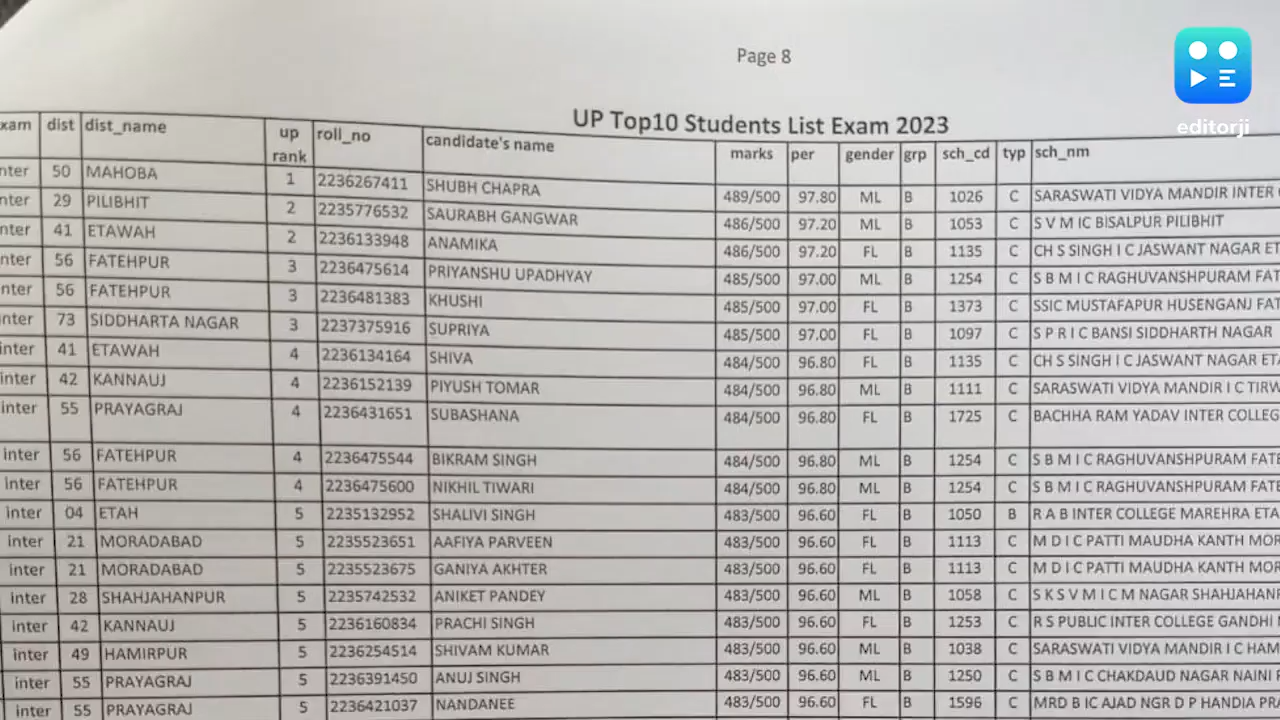 Page 8
editorji
UP Top10 Students List Exam 2023
exam dist dist_name up rank roll_no candidate's name marks per gender grp sch_cd typ sch_nm
inter 50 MAHOBA 1 2236267411 SHUBH CHAPRA 489/500 97.80 ML B 1026 C SARASWATI VIDYA MANDIR INTER
inter 29 PILIBHIT 2 2235776532 SAURABH GANGWAR 486/500 97.20 ML B 1053 C S V M IC BISALPUR PILIBHIT
inter 41 ETAWAH 2 2236133948 ANAMIKA 486/500 97.20 FL B 1135 C CH S SINGH I C JASWANT NAGAR ET
inter 56 FATEHPUR 3 2236475614 PRIYANSHU UPADHYAY 485/500 97.00 ML B 1254 C S B M I C RAGHUVANSHPURAM FAT
inter 56 FATEHPUR 3 2236481383 KHUSHI 485/500 97.00 FL B 1373 C SSIC MUSTAFAPUR HUSENGANJ FAT
inter 73 SIDDHARTA NAGAR 3 2237375916 SUPRIYA 485/500 97.00 FL B 1097 C S P R I C BANSI SIDDHARTH NAGAR
inter 41 ETAWAH 4 2236134164 SHIVA 484/500 96.80 FL B 1135 C CH S SINGH I C JASWANT NAGAR ETA
inter 42 KANNAUJ 4 2236152139 PIYUSH TOMAR 484/500 96.80 ML B 1111 C SARASWATI VIDYA MANDIR I C TIRW
inter 55 PRAYAGRAJ 4 2236431651 SUBASHANA 484/500 96.80 FL B 1725 C BACHHA RAM YADAV INTER COLLEG
inter 56 FATEHPUR 4 2236475544 BIKRAM SINGH 484/500 96.80 ML B 1254 C S B M I C RAGHUVANSHPURAM FATE
inter 56 FATEHPUR 4 2236475600 NIKHIL TIWARI 484/500 96.80 ML B 1254 C S B M I C RAGHUVANSHPURAM FATE
inter 04 ETAH 5 2235132952 SHALIVI SINGH 483/500 96.60 FL B 1050 B R A B INTER COLLEGE MAREHRA ETA
inter 21 MORADABAD 5 2235523651 AAFIYA PARVEEN 483/500 96.60 FL B 1113 C M D I C PATTI MAUDHA KANTH MOR
inter 21 MORADABAD 5 2235523675 GANIYA AKHTER 483/500 96.60 FL B 1113 C M D I C PATTI MAUDHA KANTH MOR
inter 28 SHAHJAHANPUR 5 2235742532 ANIKET PANDEY 483/500 96.60 ML B 1058 C S K S V M I C M NAGAR SHAHJAHANP
inter 42 KANNAUJ 5 2236160834 PRACHI SINGH 483/500 96.60 FL B 1253 C R S PUBLIC INTER COLLEGE GANDHI
inter 49 HAMIRPUR 5 2236254514 SHIVAM KUMAR 483/500 96.60 ML B 1038 C SARASWATI VIDYA MANDIR I C HAM
inter 55 PRAYAGRAJ 5 2236391450 ANUJ SINGH 483/500 96.60 ML B 1250 C S B M I C CHAKDAUD NAGAR NAINI
inter 55 PRAYAGRAJ 5 2236421037 NANDANEE 483/500 96.60 FL B 1596 C MRD B IC AJAD NGR D P HANDIA PRA